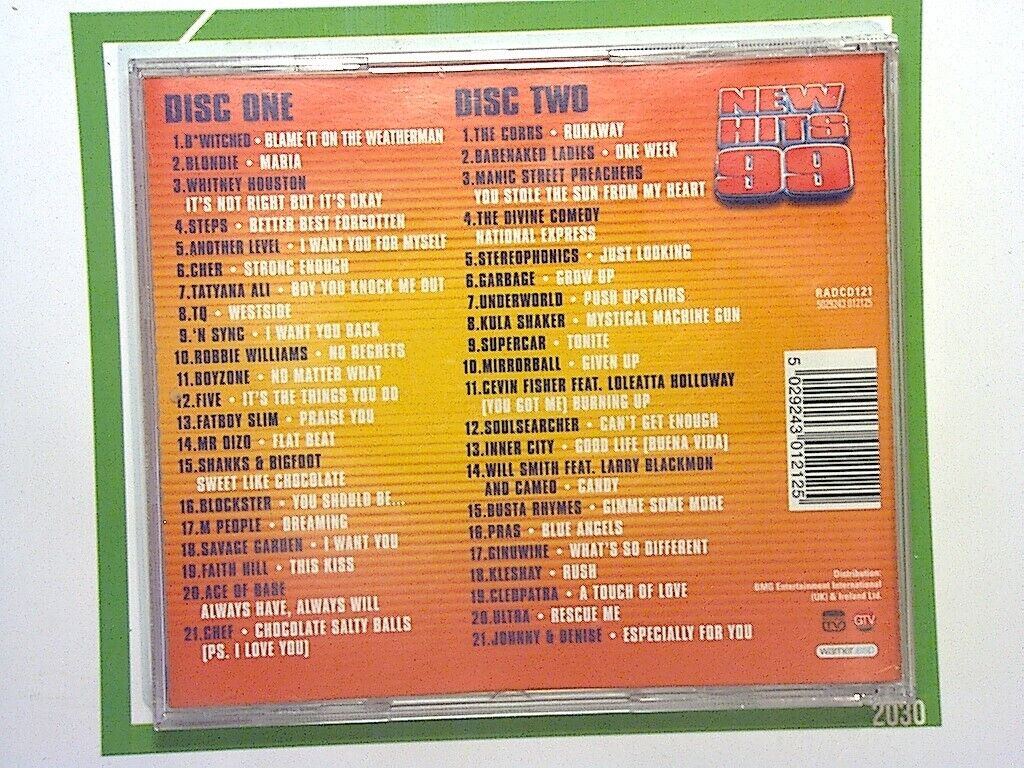 DISC ONE
1.B*WITCHED • BLAME IT ON THE WEATHERMAN
2.BLONDIE • MARIA
3.WHITNEY HOUSTON
IT'S NOT RIGHT BUT IT'S OKAY
4.STEPS • BETTER BEST FORGOTTEN
5.ANOTHER LEVEL • I WANT YOU FOR MYSELF
6.CHER • STRONG ENOUGH
7.TATYANA ALI • BOY YOU KNOCK ME OUT
8.TQ • WESTSIDE
9.'N SYNC • I WANT YOU BACK
10.ROBBIE WILLIAMS • NO REGRETS
11.BOYZONE • NO MATTER WHAT
12.FIVE • IT'S THE THINGS YOU DO
13.FATBOY SLIM • PRAISE YOU
14.MR OIZO • FLAT BEAT
15.SHANKS & BIGFOOT
SWEET LIKE CHOCOLATE
16.BLOCKSTER • YOU SHOULD BE...
17.M PEOPLE • DREAMING
18.SAVAGE GARDEN • I WANT YOU
19.FAITH HILL • THIS KISS
20.ACE OF BASE
ALWAYS HAVE, ALWAYS WILL
21.CHEF • CHOCOLATE SALTY BALLS
(PS. I LOVE YOU)
DISC TWO
1.THE CORRS • RUNAWAY
2.BARENAKED LADIES • ONE WEEK
3.MANIC STREET PREACHERS
YOU STOLE THE SUN FROM MY HEART
4.THE DIVINE COMEDY
NATIONAL EXPRESS
5.STEREOPHONICS • JUST LOOKING
6.GARBAGE • GROW UP
7.UNDERWORLD • PUSH UPSTAIRS
8.KULA SHAKER • MYSTICAL MACHINE GUN
9.SUPERCAR • TONITE
10.MIRRORBALL • GIVEN UP
11.CEVIN FISHER FEAT. LOLEATTA HOLLOWAY
(YOU GOT ME) BURNING UP
12.SOULSEARCHER • CAN'T GET ENOUGH
13.INNER CITY • GOOD LIFE (BUENA VIDA)
14.WILL SMITH FEAT. LARRY BLACKMON
AND CAMEO • CANDY
15.BUSTA RHYMES • GIMME SOME MORE
16.PRAS • BLUE ANGELS
17.GINUWINE • WHAT'S SO DIFFERENT
18.KLESHAY • RUSH
19.CLEOPATRA • A TOUCH OF LOVE
20.ULTRA • RESCUE ME
21.JOHNNY & DENISE • ESPECIALLY FOR YOU
NEW
HITS
99
RADCD121
5029243 012125
5 029243 012125
Distribution:
BMG Entertainment International
(UK) & Ireland Ltd.
GTV
warner.esp
2030